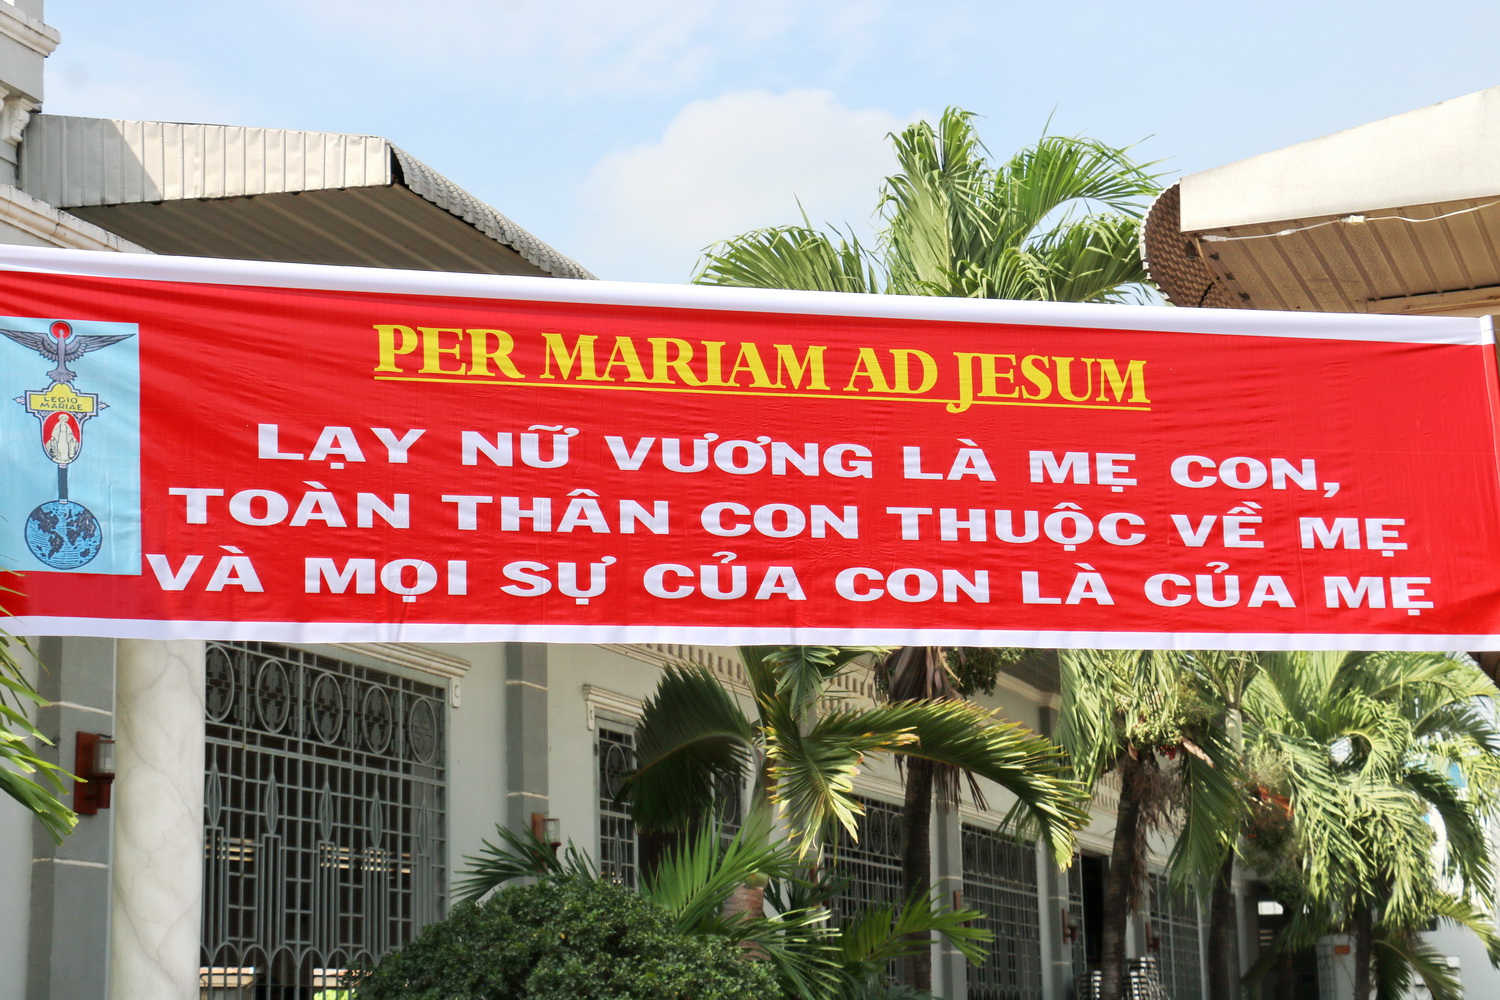 PER MARIAM AD JESUM
LEGIO
MARIAE
LẠY NỮ VƯƠNG LÀ MẸ CON,
TOÀN THÂN CON THUỘC VỀ MẸ
VÀ MỌI SỰ CỦA CON LÀ CỦA MẸ